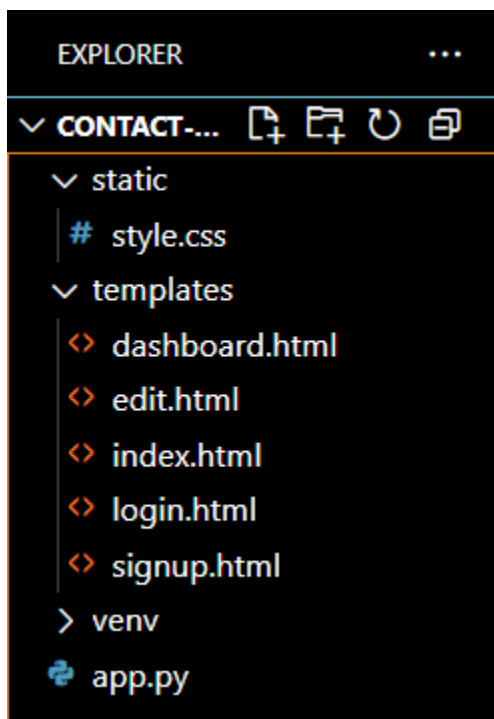 EXPLORER ...
CONTACT-...
static
# style.css
templates
<> dashboard.html
<> edit.html
<> index.html
<> login.html
<> signup.html
venv
app.py